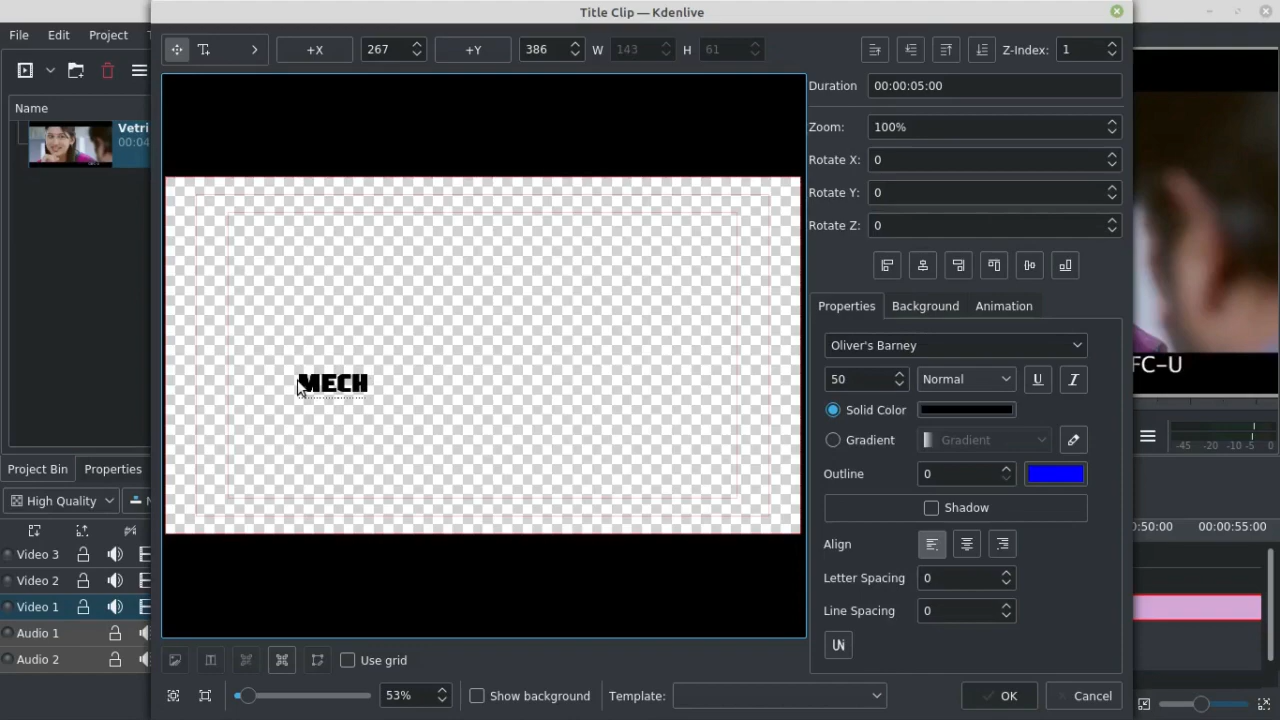 Title Clip — Kdenlive
File Edit Project T
+X 267 +Y 386 W 143 H 61 Z-Index: 1
Duration 00:00:05:00
Name
Vetri
00:04
Zoom: 100%
Rotate X: 0
Rotate Y: 0
Rotate Z: 0
Properties Background Animation
Oliver's Barney
50 Normal U I
Solid Color
Gradient Gradient
Outline 0
Shadow
Align
Letter Spacing 0
Line Spacing 0
MECH
FC-U
-45 -20 -10 -5 0
Project Bin Properties
High Quality N
:50:00 00:00:55:00
Video 3
Video 2
Video 1
Audio 1
Audio 2
Use grid
53% Show background Template: OK Cancel